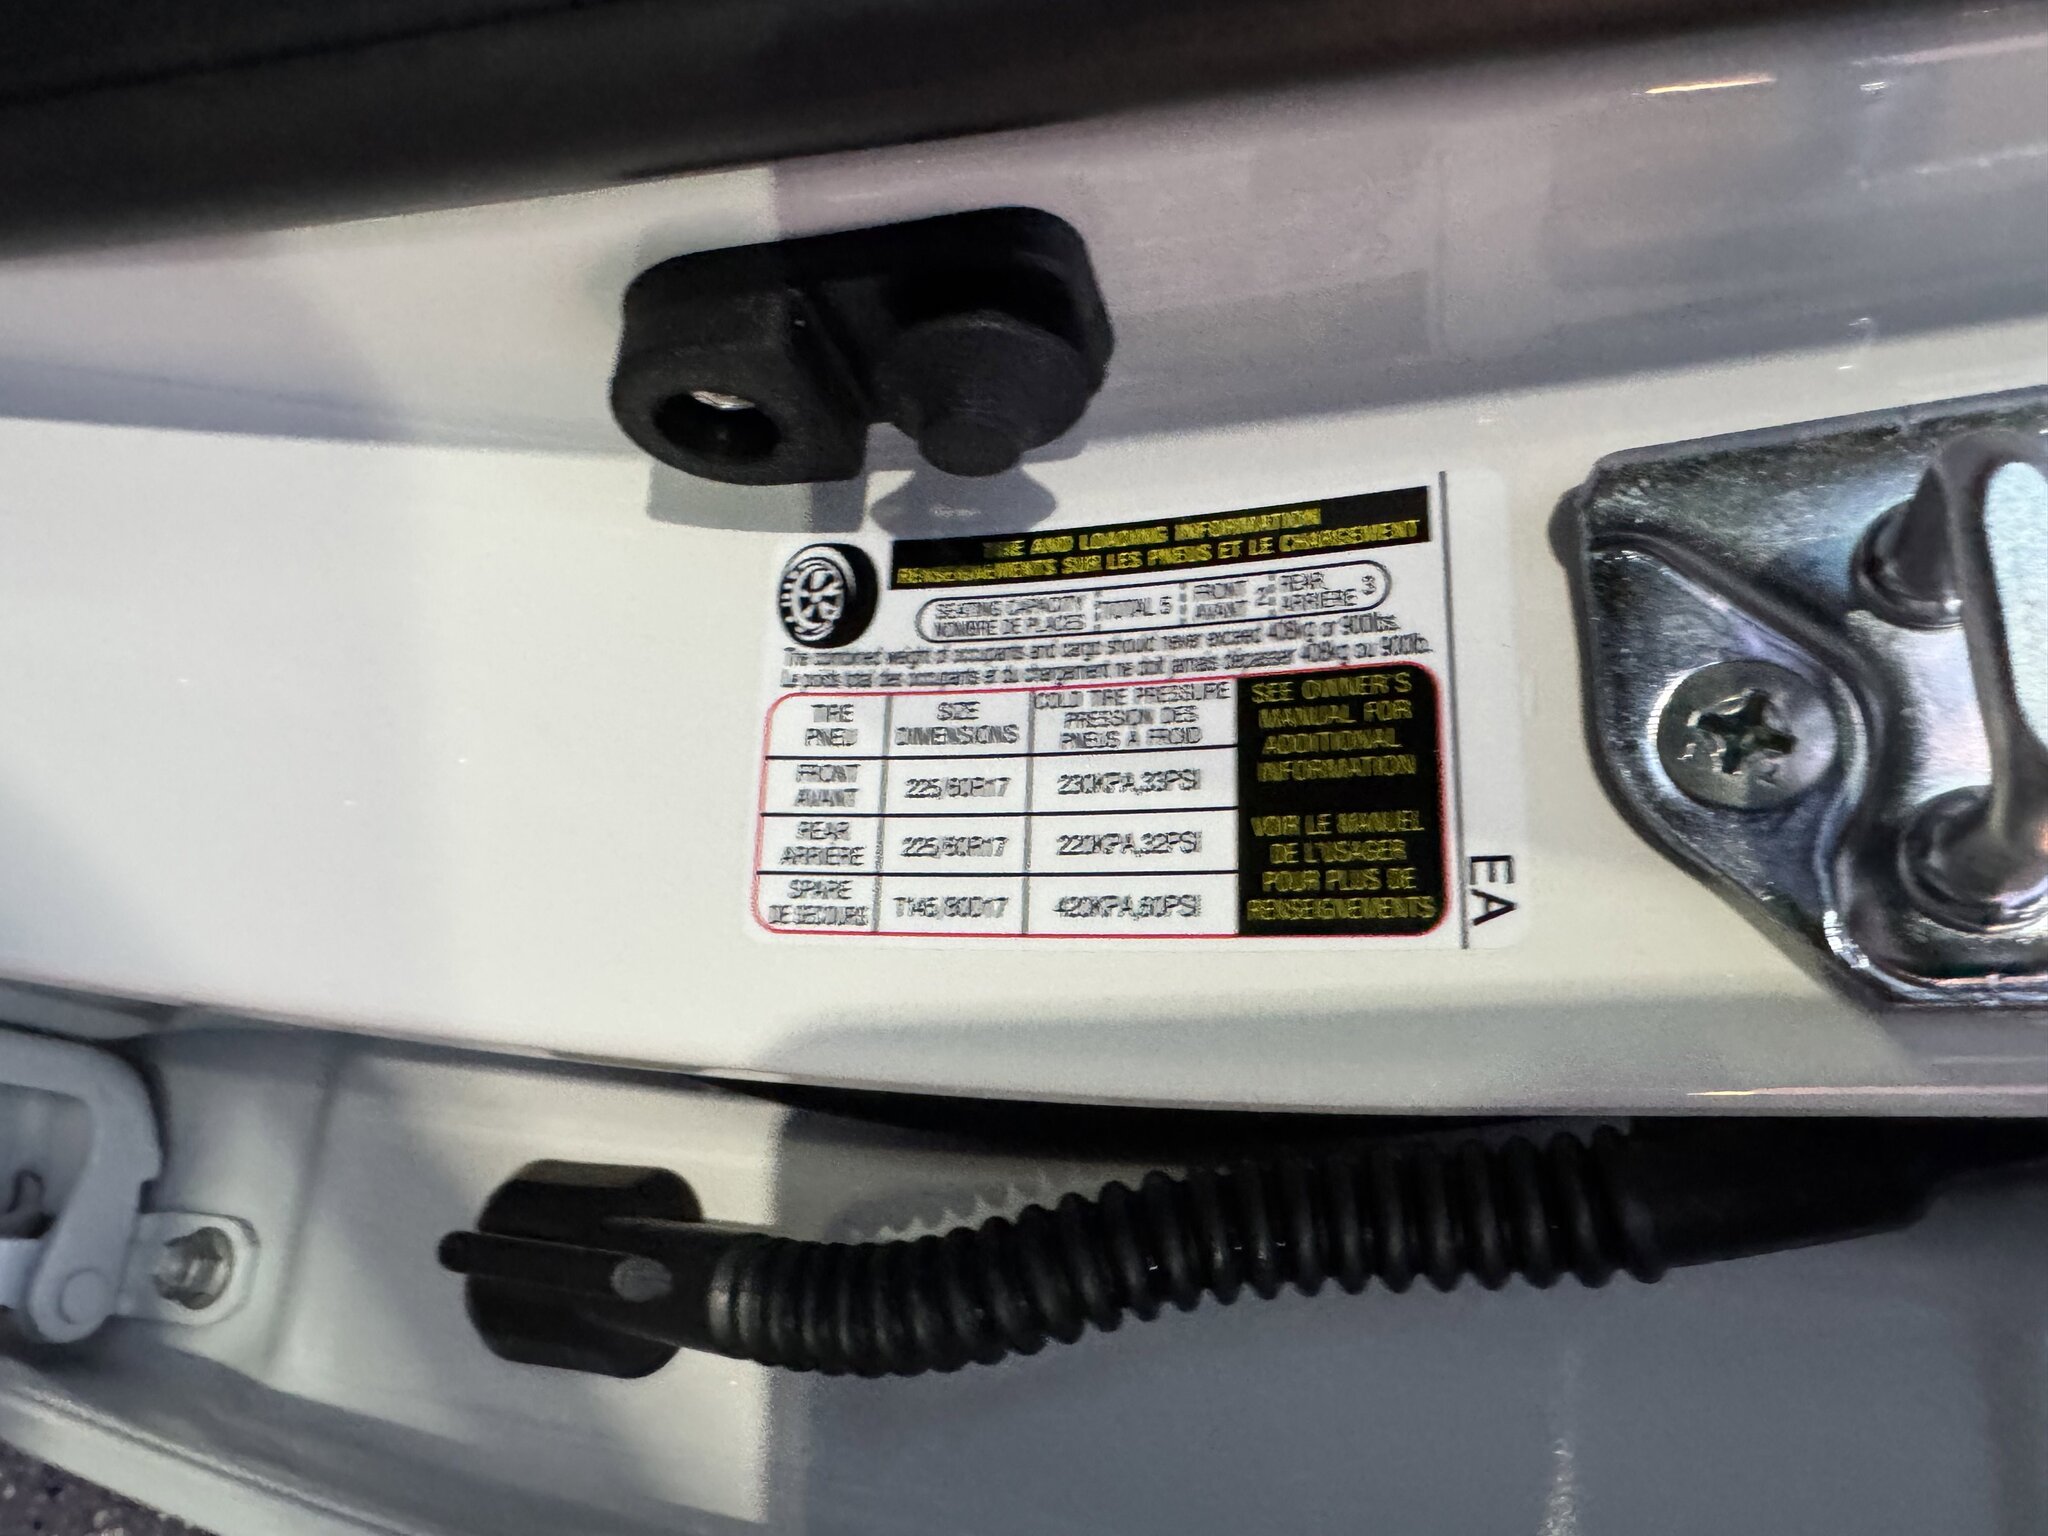 TIRE AND LOADING INFORMATION
RENSEIGNEMENTS SUR LES PNEUS ET LE CHARGEMENT
SEATING CAPACITY
NOMBRE DE PLACES
TOTAL 5
FRONT
AVANT
2
REAR
ARRIÈRE
3
The combined weight of occupants and cargo should never exceed 408kg or 900lbs.
Le poids total des occupants et du chargement ne doit jamais dépasser 408kg ou 900lb.
TIRE
PNEU
SIZE
DIMENSIONS
COLD TIRE PRESSURE
PRESSION DES
PNEUS A FROID
FRONT
AVANT
225/60R17
230KPA,33PSI
REAR
ARRIÈRE
225/60R17
220KPA,32PSI
SPARE
DE SECOURS
T145/80D17
420KPA,60PSI
SEE OWNER'S
MANUAL FOR
ADDITIONAL
INFORMATION
VOIR LE MANUEL
DE L'USAGER
POUR PLUS DE
RENSEIGNEMENTS
EA